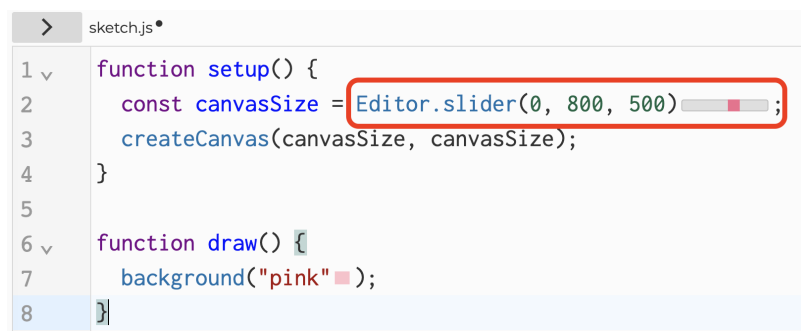 sketch.js
1 function setup() {
2 const canvasSize = Editor.slider(0, 800, 500) ;
3 createCanvas(canvasSize, canvasSize);
4 }
5
6 function draw() {
7 background("pink" );
8 }